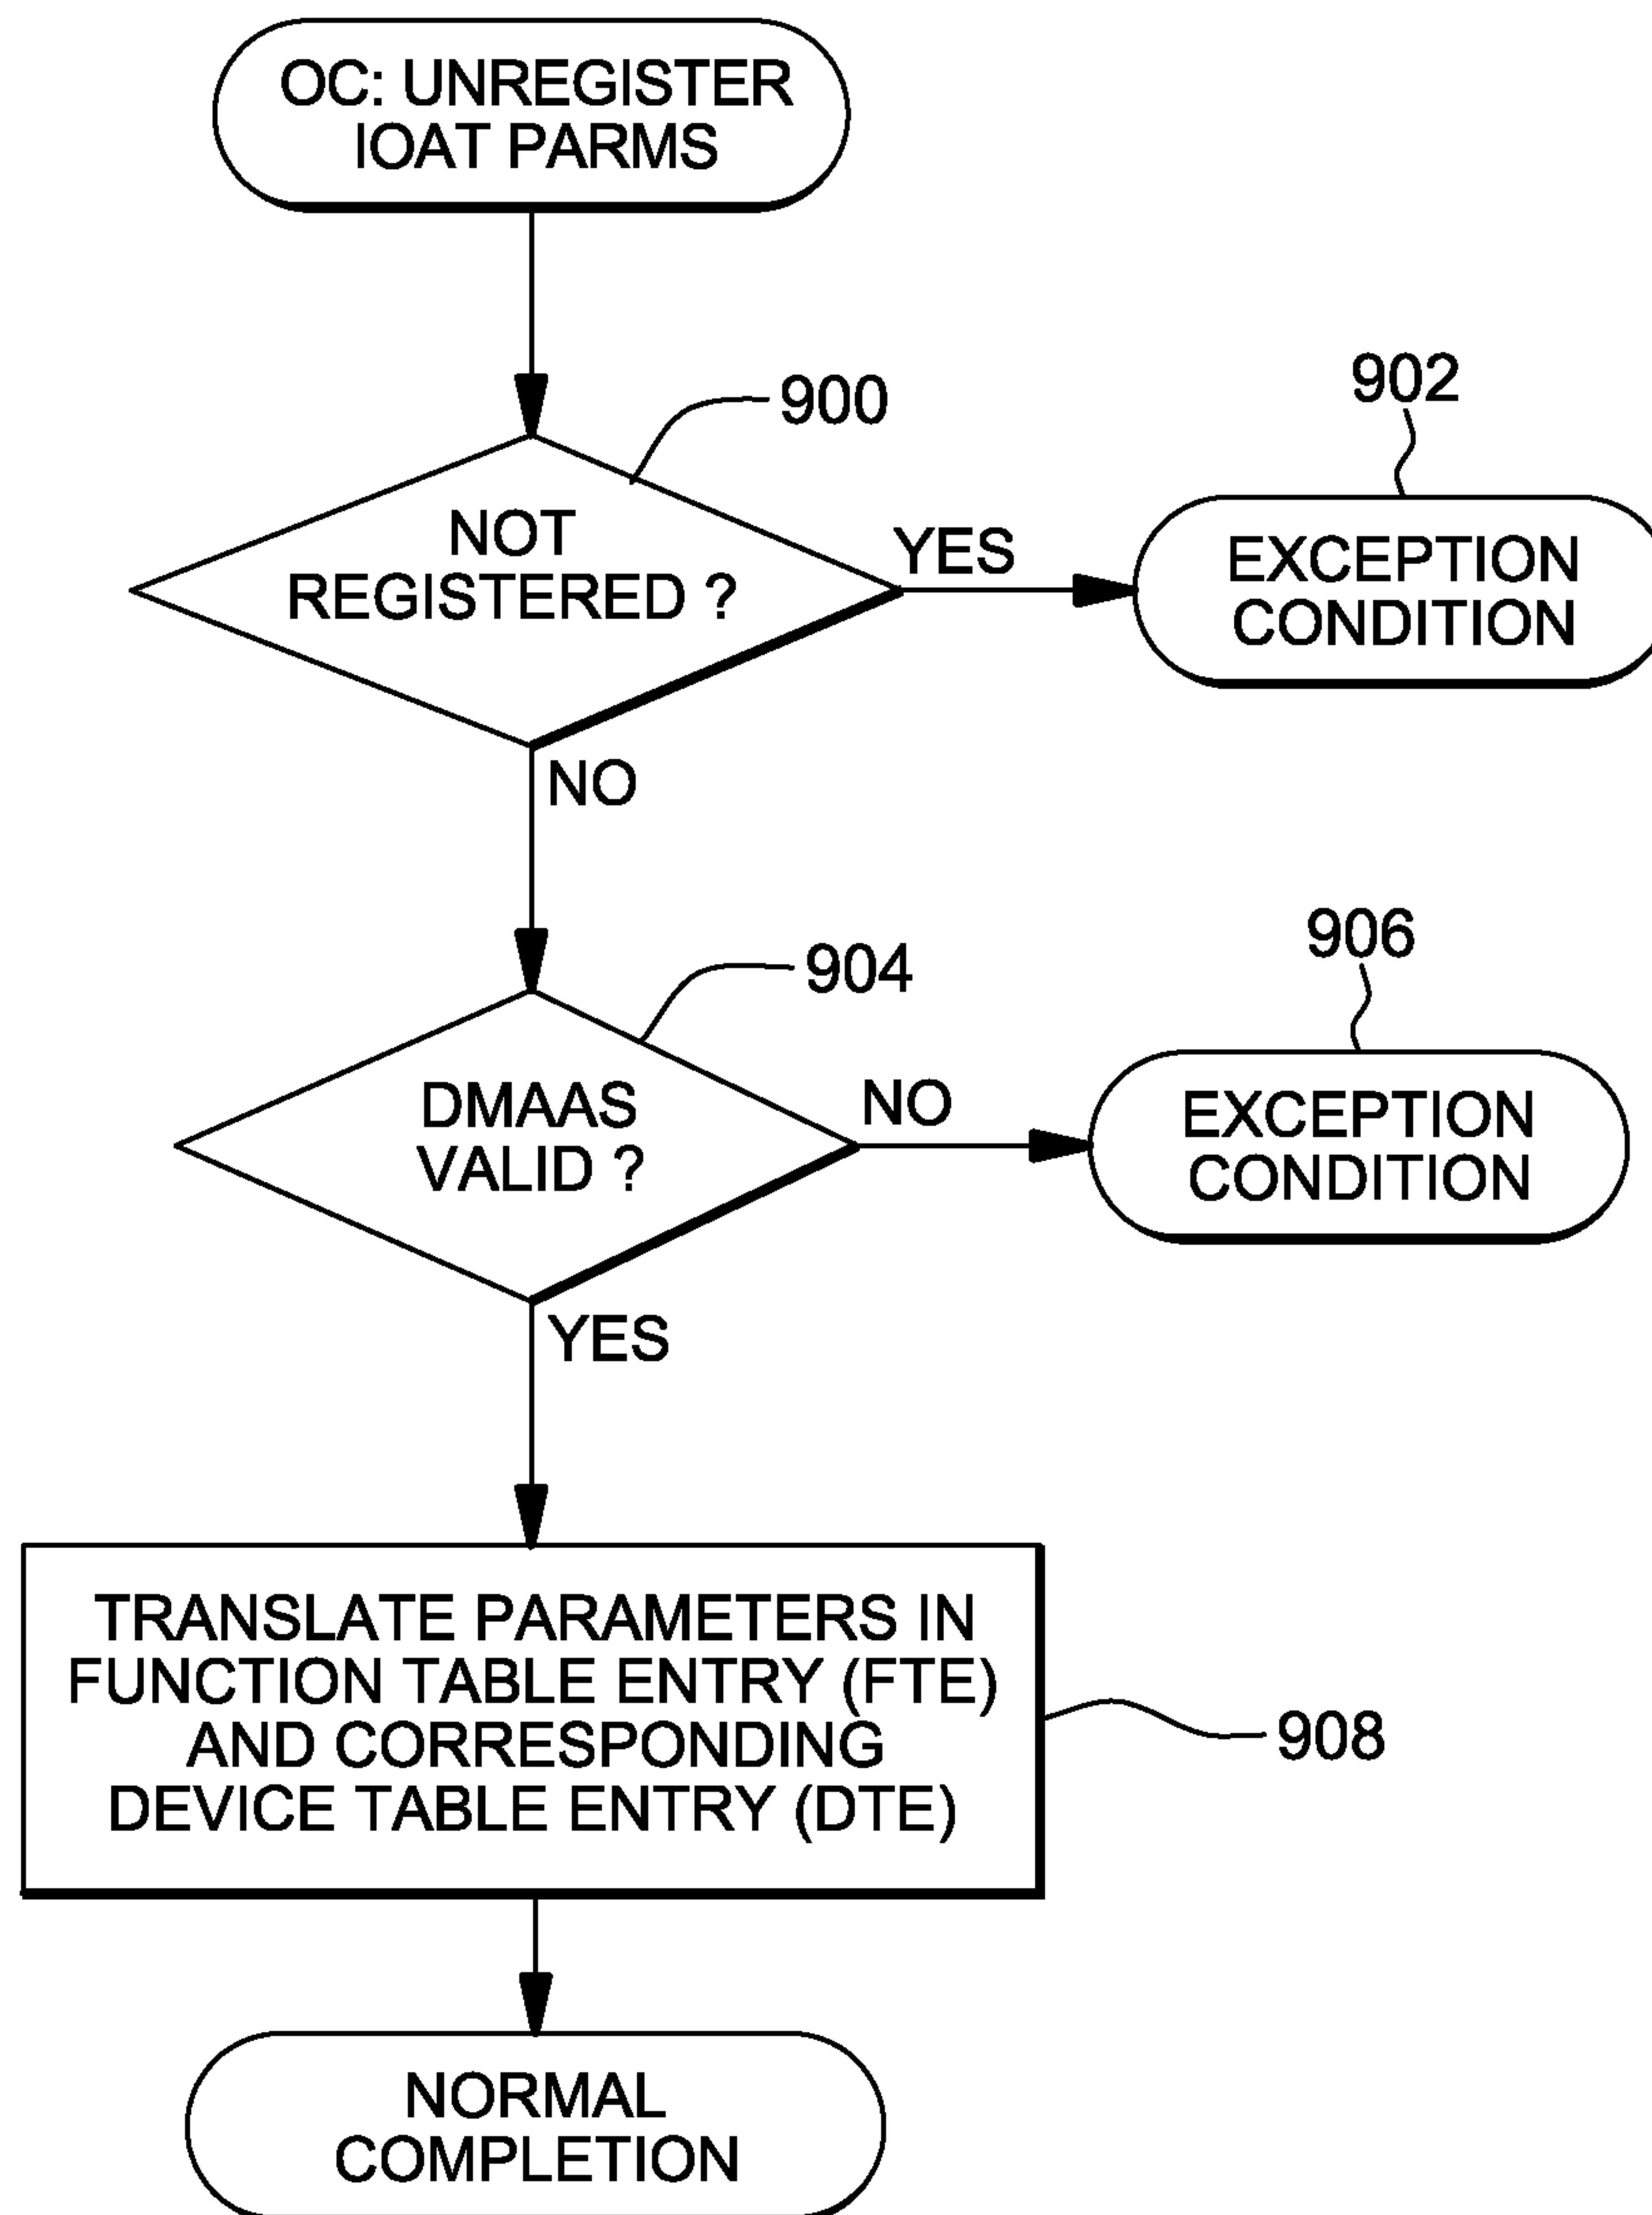 OC: UNREGISTER
IOAT PARMS
900
902
NOT
REGISTERED ?
YES
EXCEPTION
CONDITION
NO
904
906
DMAAS
VALID ?
NO
EXCEPTION
CONDITION
YES
TRANSLATE PARAMETERS IN
FUNCTION TABLE ENTRY (FTE)
AND CORRESPONDING
DEVICE TABLE ENTRY (DTE)
908
NORMAL
COMPLETION